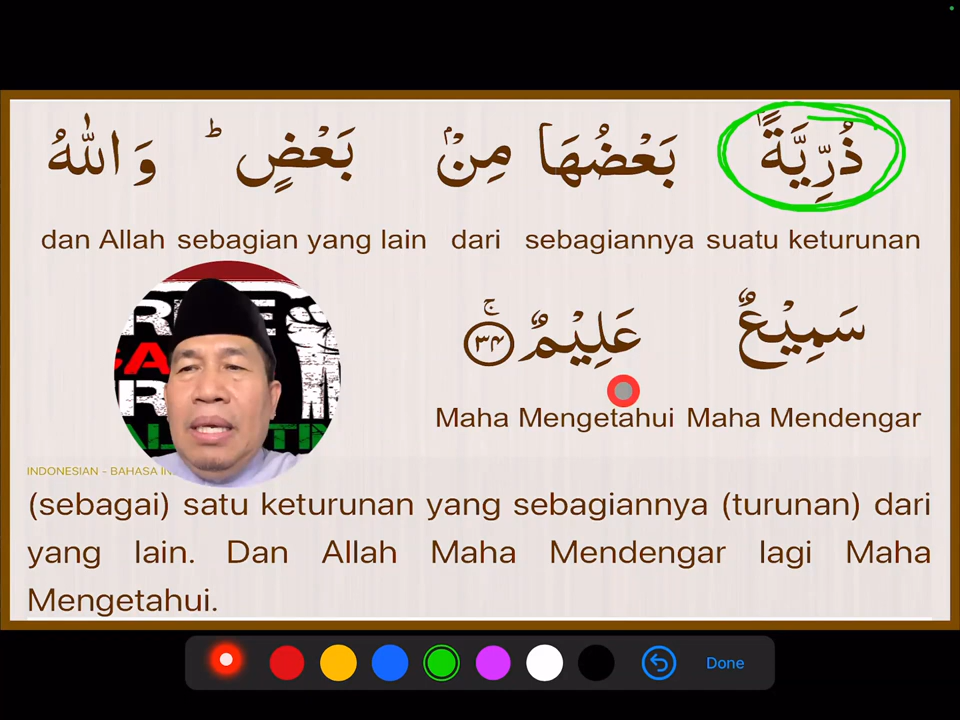 ذُرِّيَّةًۢ بَعْضُهَا مِنْۢ بَعْضٍ ؕ وَاللّٰهُ
dan Allah sebagian yang lain dari sebagiannya suatu keturunan
سَمِيْعٌ عَلِيْمٌ ۚ ﴿٣٤﴾
Maha Mengetahui Maha Mendengar
INDONESIAN - BAHASA IN
(sebagai) satu keturunan yang sebagiannya (turunan) dari
yang lain. Dan Allah Maha Mendengar lagi Maha
Mengetahui.
Done